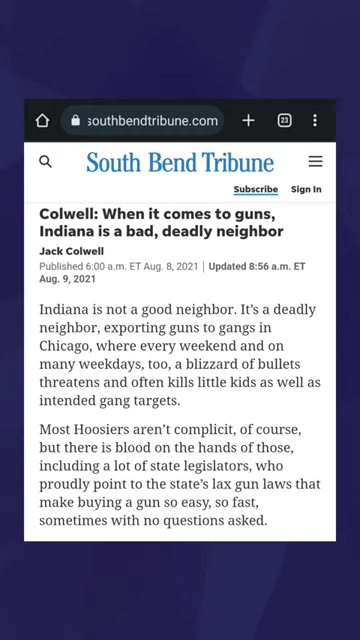 southbendtribune.com
23
South Bend Tribune
Subscribe Sign In
Colwell: When it comes to guns,
Indiana is a bad, deadly neighbor
Jack Colwell
Published 6:00 a.m. ET Aug. 8, 2021 | Updated 8:56 a.m. ET
Aug. 9, 2021
Indiana is not a good neighbor. It’s a deadly
neighbor, exporting guns to gangs in
Chicago, where every weekend and on
many weekdays, too, a blizzard of bullets
threatens and often kills little kids as well as
intended gang targets.
Most Hoosiers aren’t complicit, of course,
but there is blood on the hands of those,
including a lot of state legislators, who
proudly point to the state’s lax gun laws that
make buying a gun so easy, so fast,
sometimes with no questions asked.